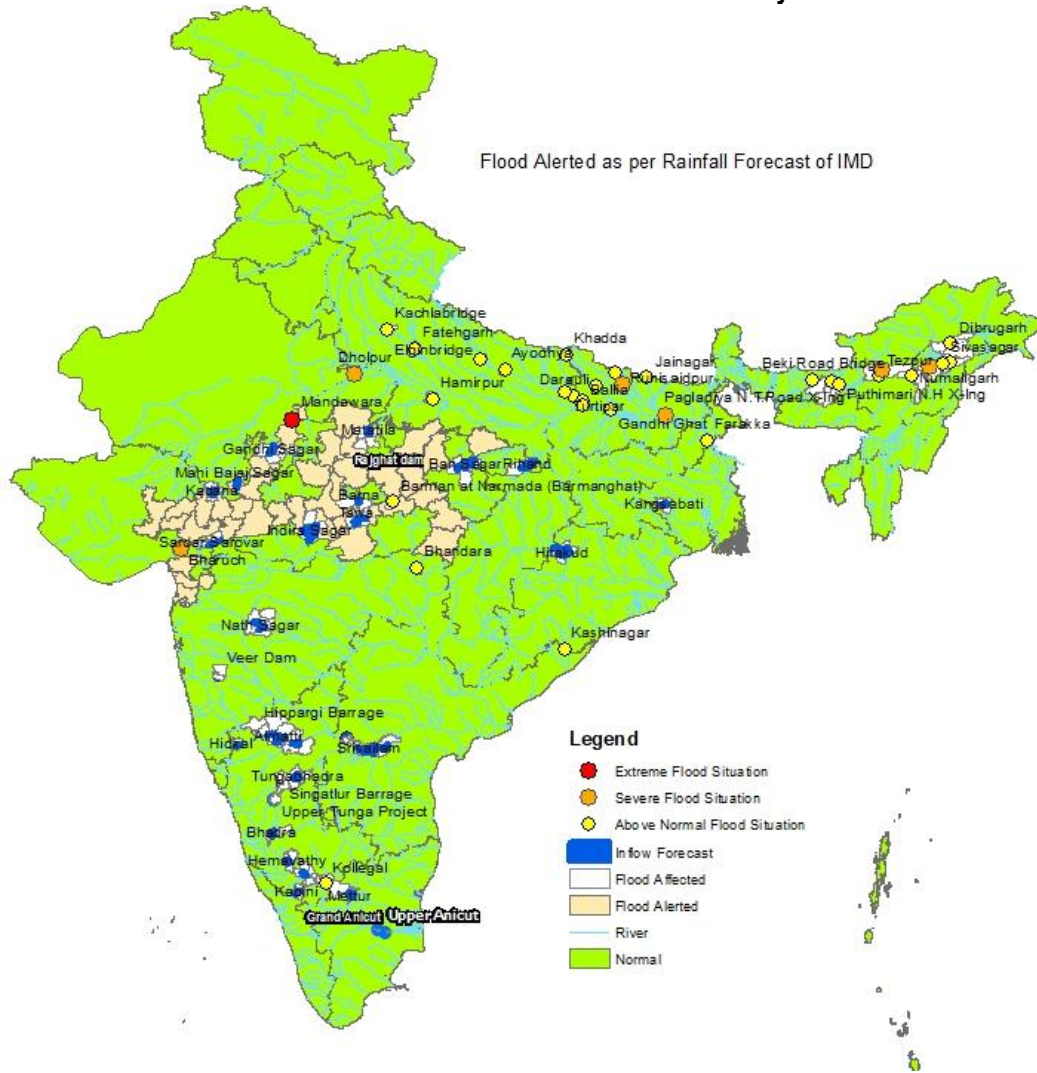 Flood Alerted as per Rainfall Forecast of IMD
Kachlabridge
Fatehgarh
Khadda
Dibrugarh
Sivasagar
Elginbridge
Ayodhya
Dholpur
Jainagar
Beki Road Bridge
Tezpur
Hamirpur
Darauli
Runisaidpur
Numaligarh
Ballia
Pagladiya N.T.Road X-Ing
Puthimari N.H X-Ing
Mandawara
Turtipar
Gandhi Ghat
Farakka
Matatila
Gandhi Sagar
Rajghat dam
Ban Sagar
Rihand
Mahi Bajaj Sagar
Kadana
Barna
Barman at Narmada (Barmanghat)
Tawa
Kangsabati
Indira Sagar
Sardar Sarovar
Bhandara
Hirakud
Bharuch
Nath Sagar
Kashinagar
Veer Dam
Hippargi Barrage
Almatti
Hidkal
Srisailam
Tungabhadra
Singatlur Barrage
Upper Tunga Project
Bhadra
Hemavathy
Kollegal
Kabini
Mettur
Grand Anicut
Upper Anicut
Legend
Extreme Flood Situation
Severe Flood Situation
Above Normal Flood Situation
Inflow Forecast
Flood Affected
Flood Alerted
River
Normal